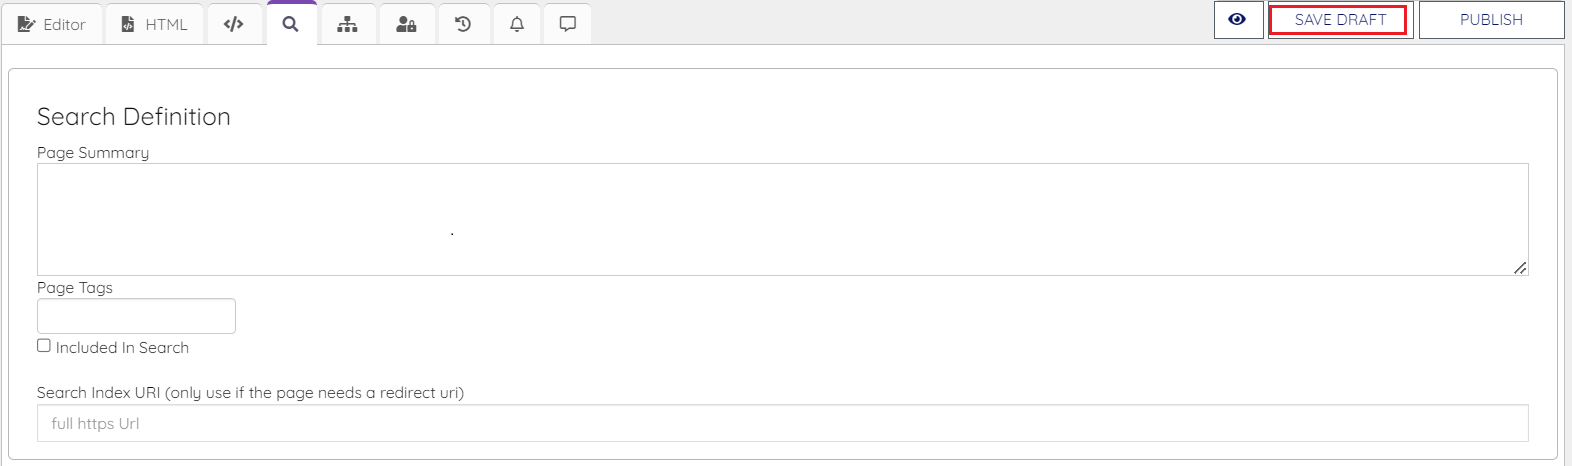 Editor HTML SAVE DRAFT PUBLISH
Search Definition
Page Summary
.
Page Tags
Included In Search
Search Index URI (only use if the page needs a redirect uri)
full https Url